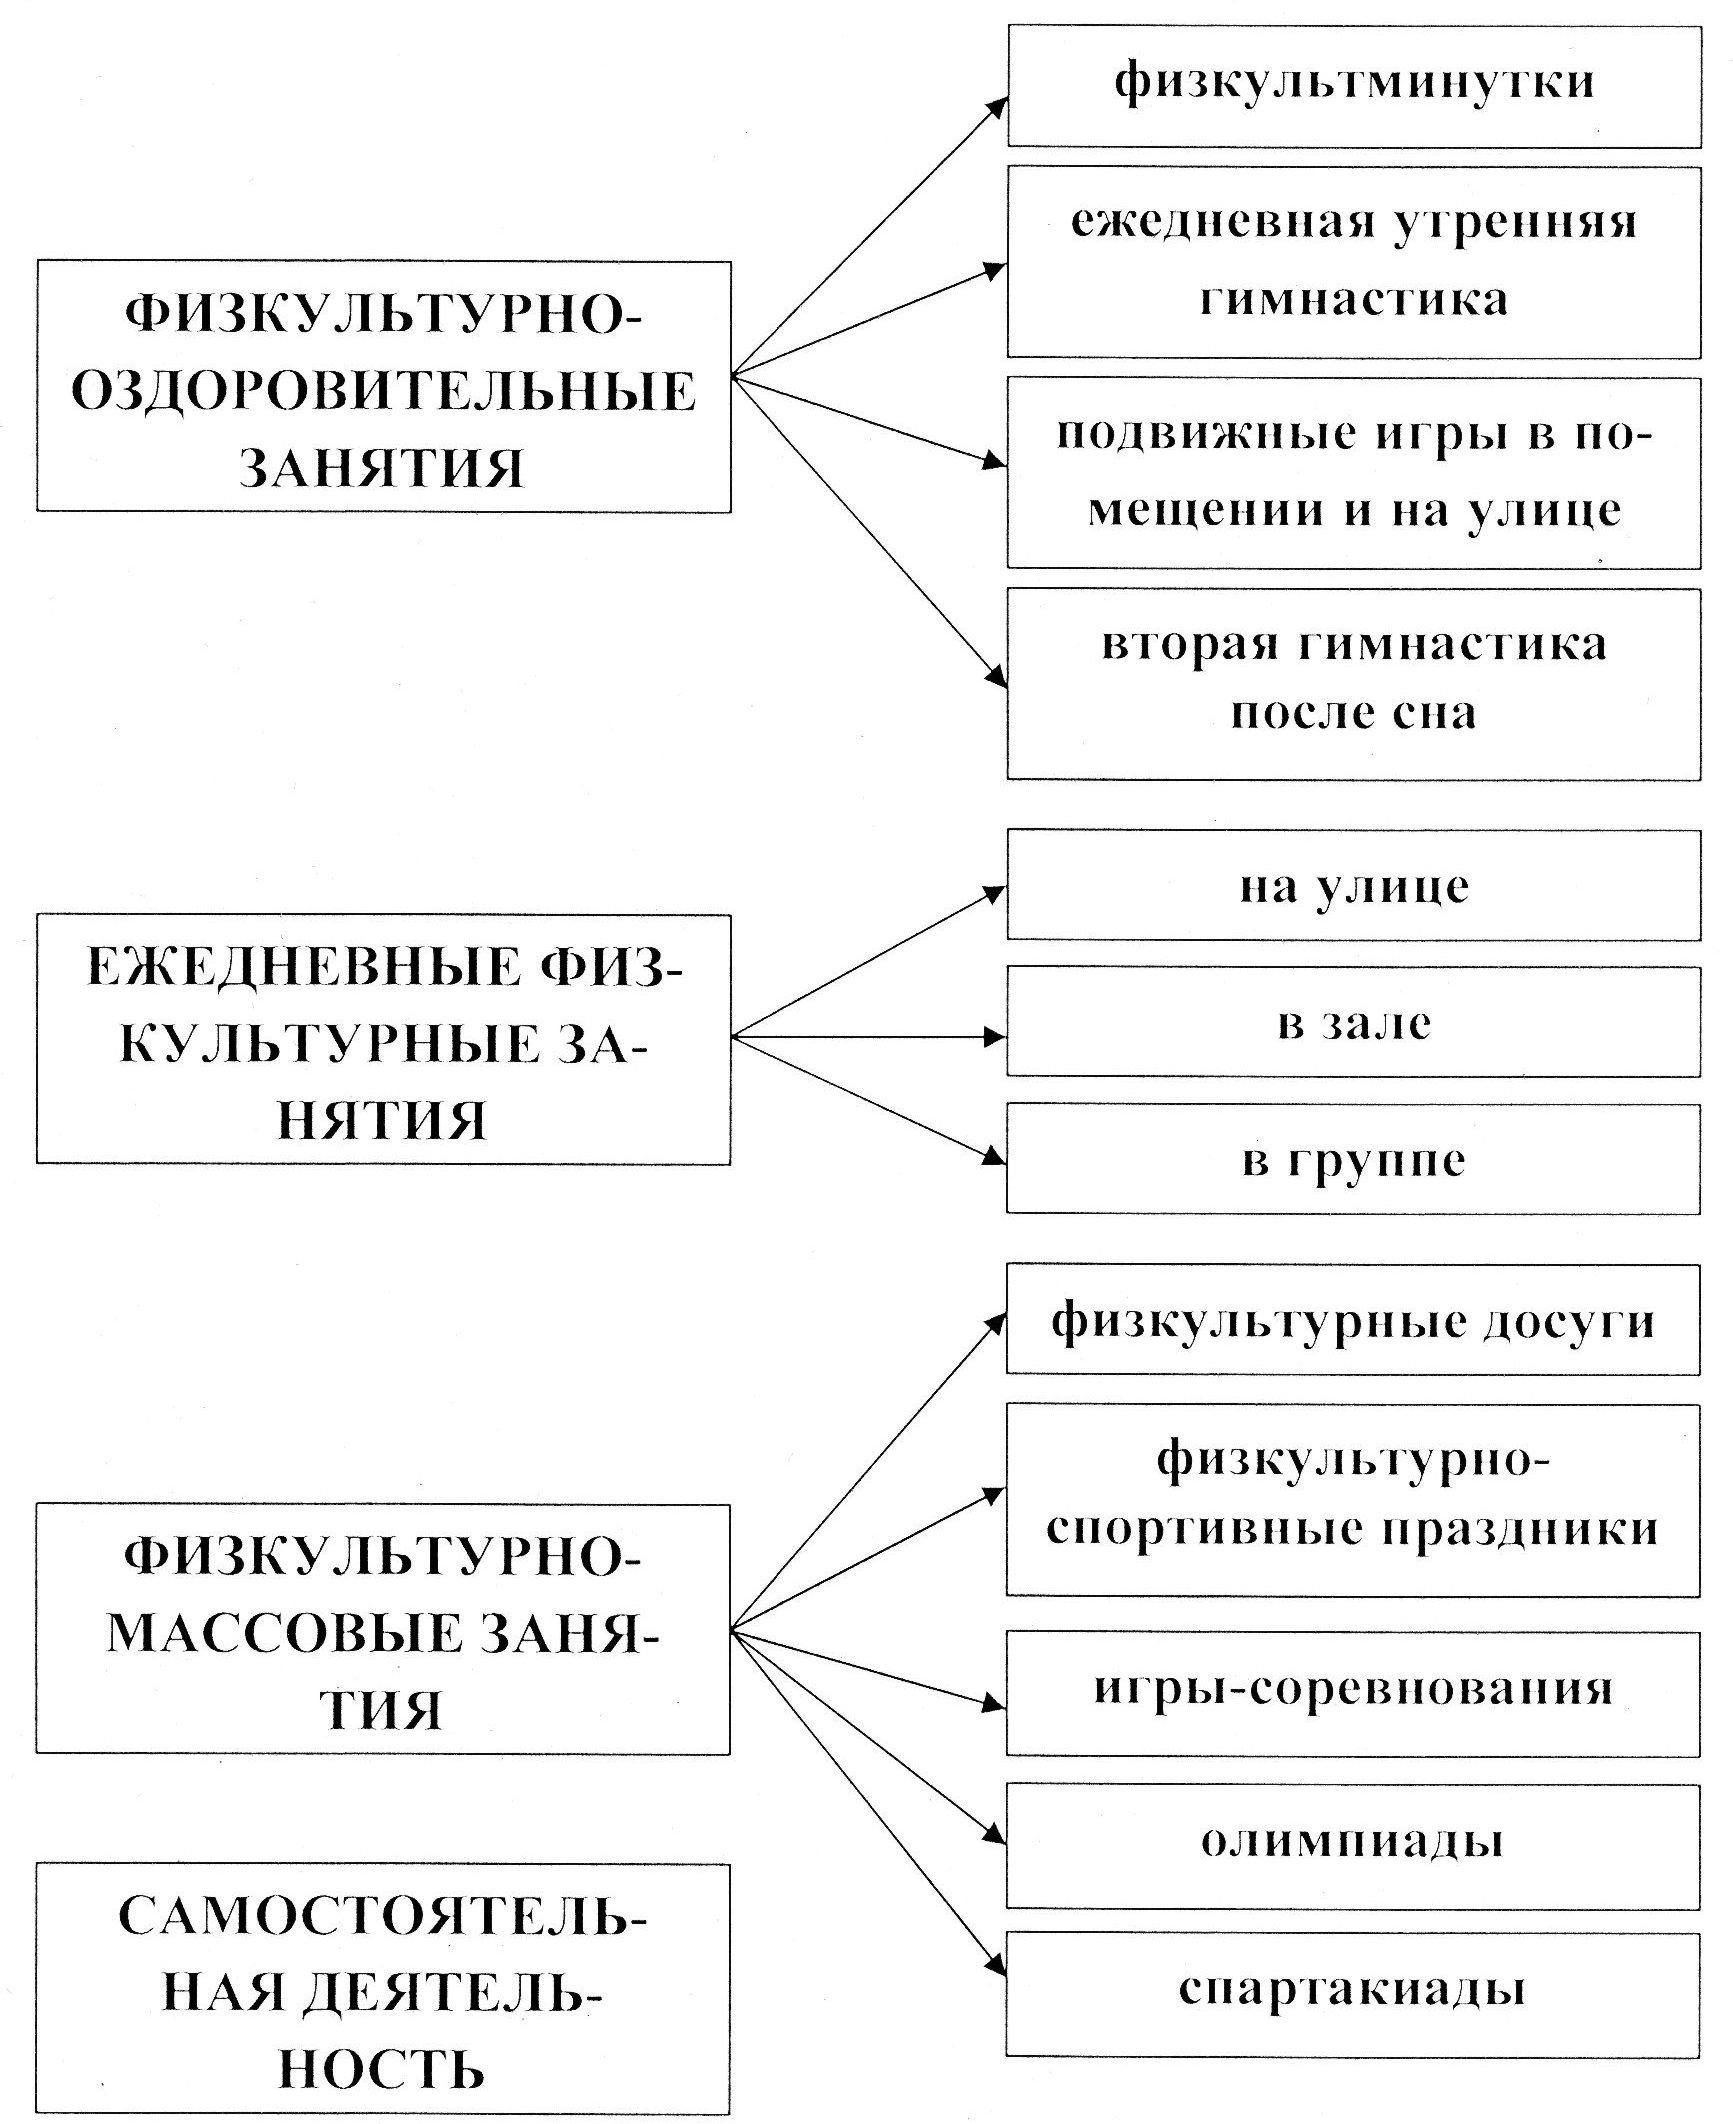 ФИЗКУЛЬТУРНО-
ОЗДОРОВИТЕЛЬНЫЕ
ЗАНЯТИЯ
физкультминутки
ежедневная утренняя
гимнастика
подвижные игры в по-
мещении и на улице
вторая гимнастика
после сна
ЕЖЕДНЕВНЫЕ ФИЗ-
КУЛЬТУРНЫЕ ЗА-
НЯТИЯ
на улице
в зале
в группе
ФИЗКУЛЬТУРНО-
МАССОВЫЕ ЗАНЯ-
ТИЯ
физкультурные досуги
физкультурно-
спортивные праздники
игры-соревнования
олимпиады
спартакиады
САМОСТОЯТЕЛЬ-
НАЯ ДЕЯТЕЛЬ-
НОСТЬ